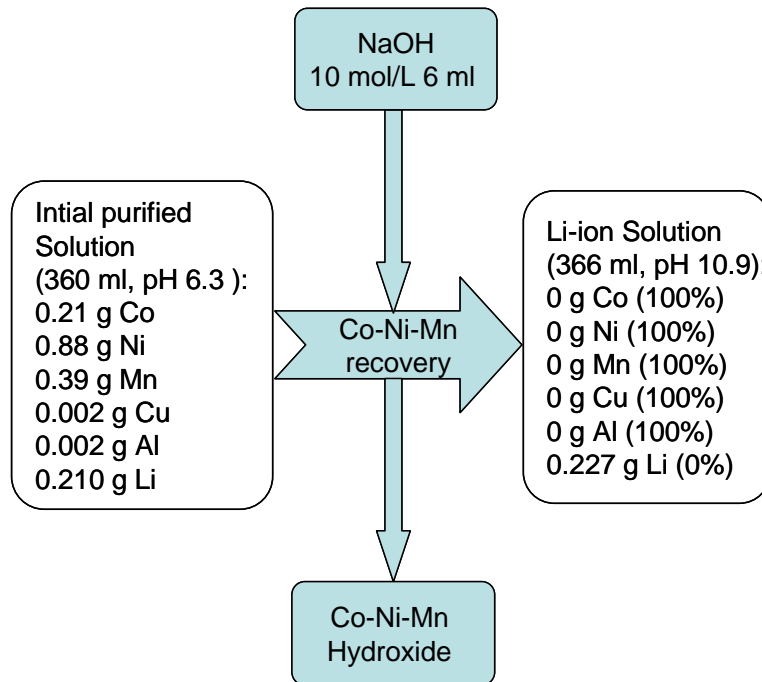 NaOH
10 mol/L 6 ml
Intial purified
Solution
(360 ml, pH 6.3 ):
0.21 g Co
0.88 g Ni
0.39 g Mn
0.002 g Cu
0.002 g Al
0.210 g Li
Co-Ni-Mn
recovery
Li-ion Solution
(366 ml, pH 10.9):
0 g Co (100%)
0 g Ni (100%)
0 g Mn (100%)
0 g Cu (100%)
0 g Al (100%)
0.227 g Li (0%)
Co-Ni-Mn
Hydroxide